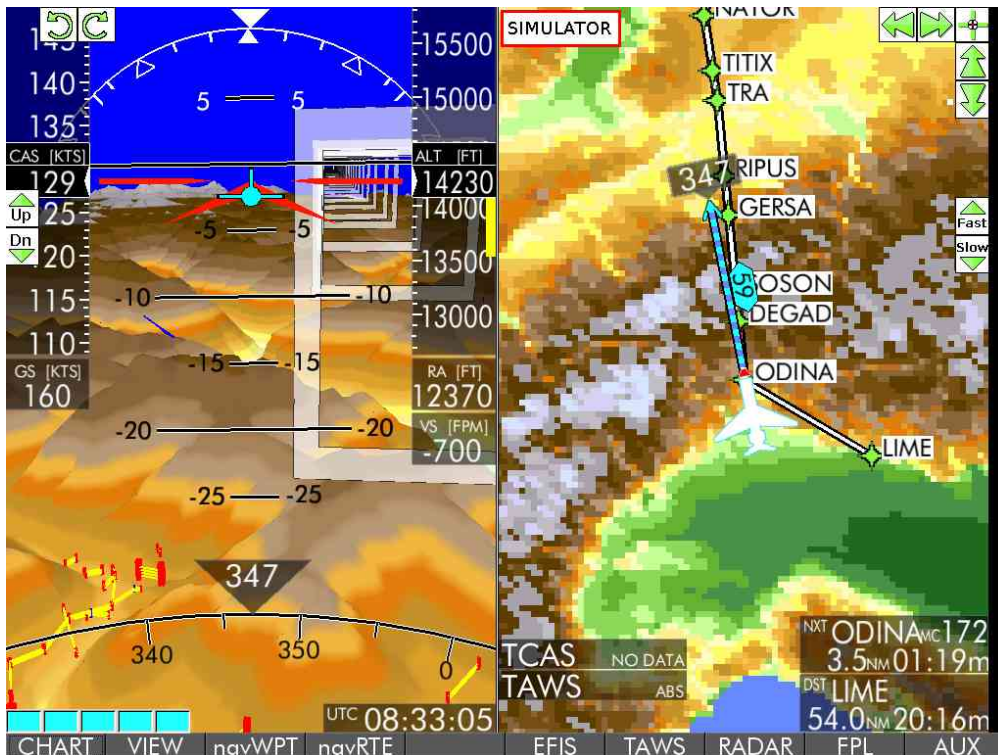 145
15500
140
5
5
15000
135
CAS [KTS]
129
ALT [FT]
14230
14000
125
Up
Dn
-5
-5
120
13500
115
-10
-10
13000
110
-15
-15
GS [KTS]
160
RA [FT]
12370
VS [FPM]
-700
-20
-20
-25
-25
347
340
350
0
UTC 08:33:05
SIMULATOR
NATOR
TITIX
TRA
347
RIPUS
GERSA
Fast
Slow
59
OSON
DEGAD
ODINA
LIME
TCAS NO DATA
TAWS ABS
NXT ODINA MC 172
3.5NM 01:19m
DST LIME
54.0NM 20:16m
CHART VIEW navWPT navRTE EFIS TAWS RADAR FPL AUX